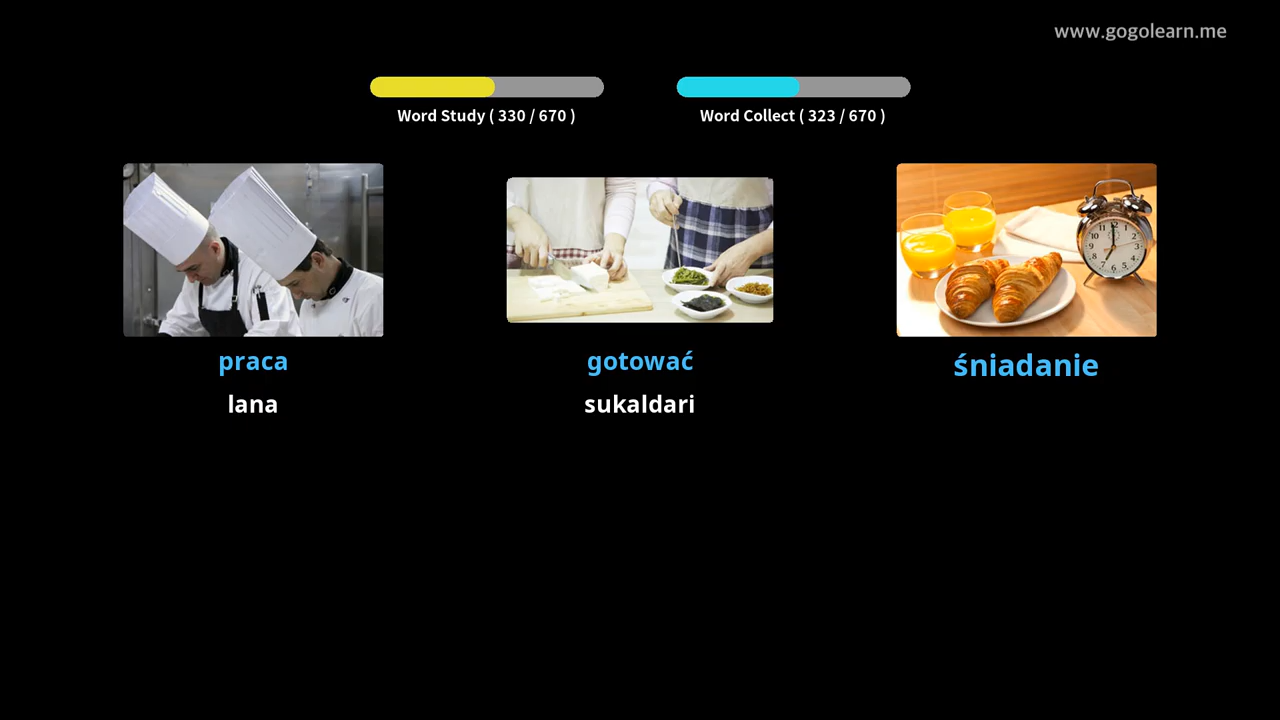 www.gogolearn.me
Word Study ( 330 / 670 )
Word Collect ( 323 / 670 )
praca
gotować
śniadanie
lana
sukaldari